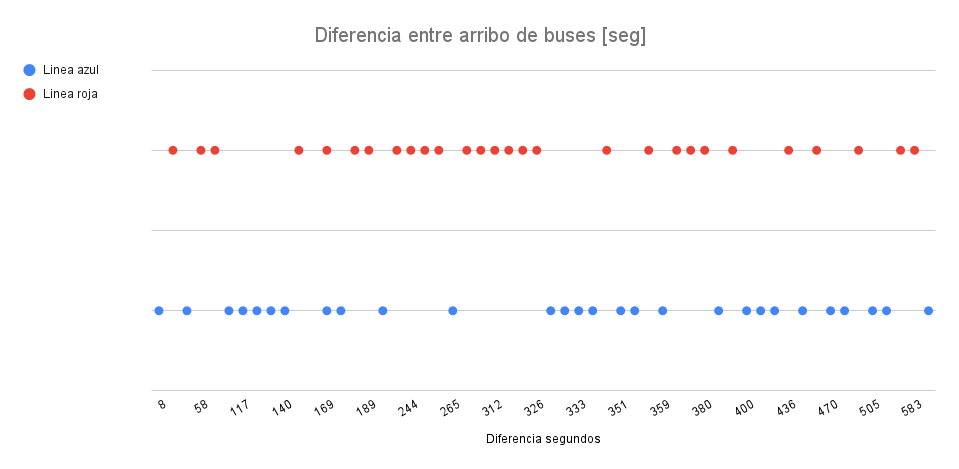 Diferencia entre arribo de buses [seg]
Linea azul
Linea roja
8 58 117 140 169 189 244 265 312 326 333 351 359 380 400 436 470 505 583
Diferencia segundos